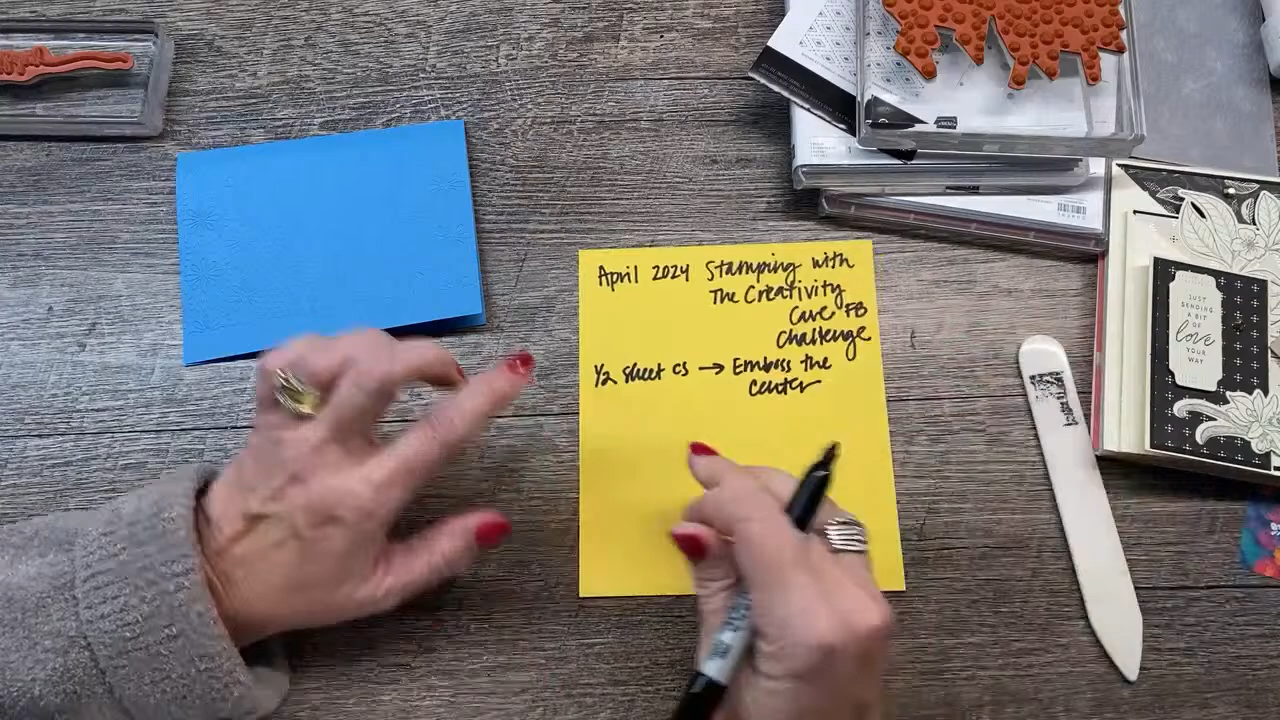 April 2024 Stamping with
The Creativity
Cave FB
challenge
1/2 sheet cs → Emboss the
center
JUST
SENDING
A BIT
OF
love
YOUR
WAY